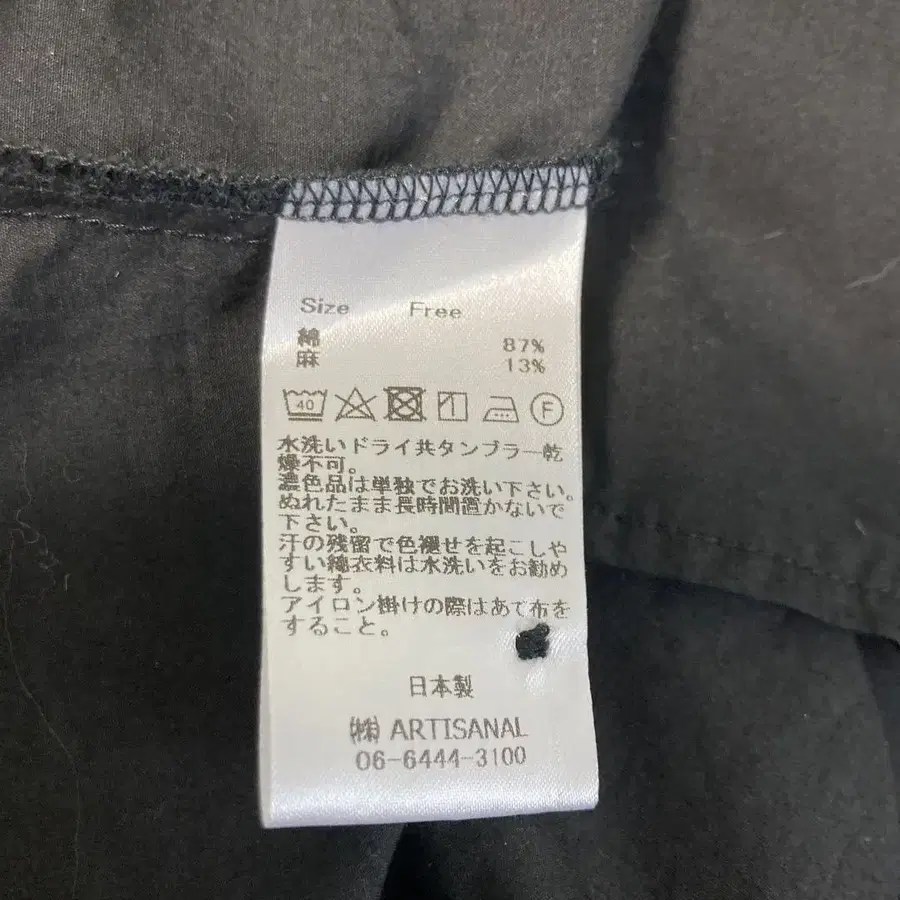 Size Free
綿 87%
麻 13%
40 F
水洗いドライ共タンブラー乾
燥不可。
濃色品は単独でお洗い下さい。
ぬれたまま長時間置かないで
下さい。
汗の残留で色褪せを起こしや
すい織衣料は水洗いをお勧め
します。
アイロン掛けの際はあて布を
すること。
日本製
㈱ ARTISANAL
06-6444-3100